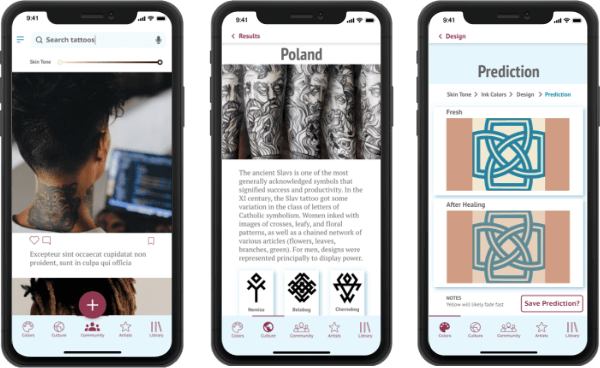 9:41
Search tattoos
Skin Tone
Excepteur sint occaecat cupidatat non
proident, sunt in culpa qui officia
Colors
Culture
Community
Artists
Library
9:41
Results
Poland
The ancient Slavs is one of the most
generally acknowledged symbols that
signified success and productivity. In the
XI century, the Slav tattoo got some
variation in the class of letters of
Catholic symbolism. Women inked with
images of crosses, leafy, and floral
patterns, as well as a chained network of
various articles (flowers, leaves,
branches, green). For men, designs were
represented principally to display power.
Nemiza
Belobog
Chernobog
Colors
Culture
Community
Artists
Library
9:41
Design
Prediction
Skin Tone > Ink Colors > Design > Prediction
Fresh
After Healing
NOTES
Yellow will likely fade fast
Save Prediction?
Colors
Culture
Community
Artists
Library